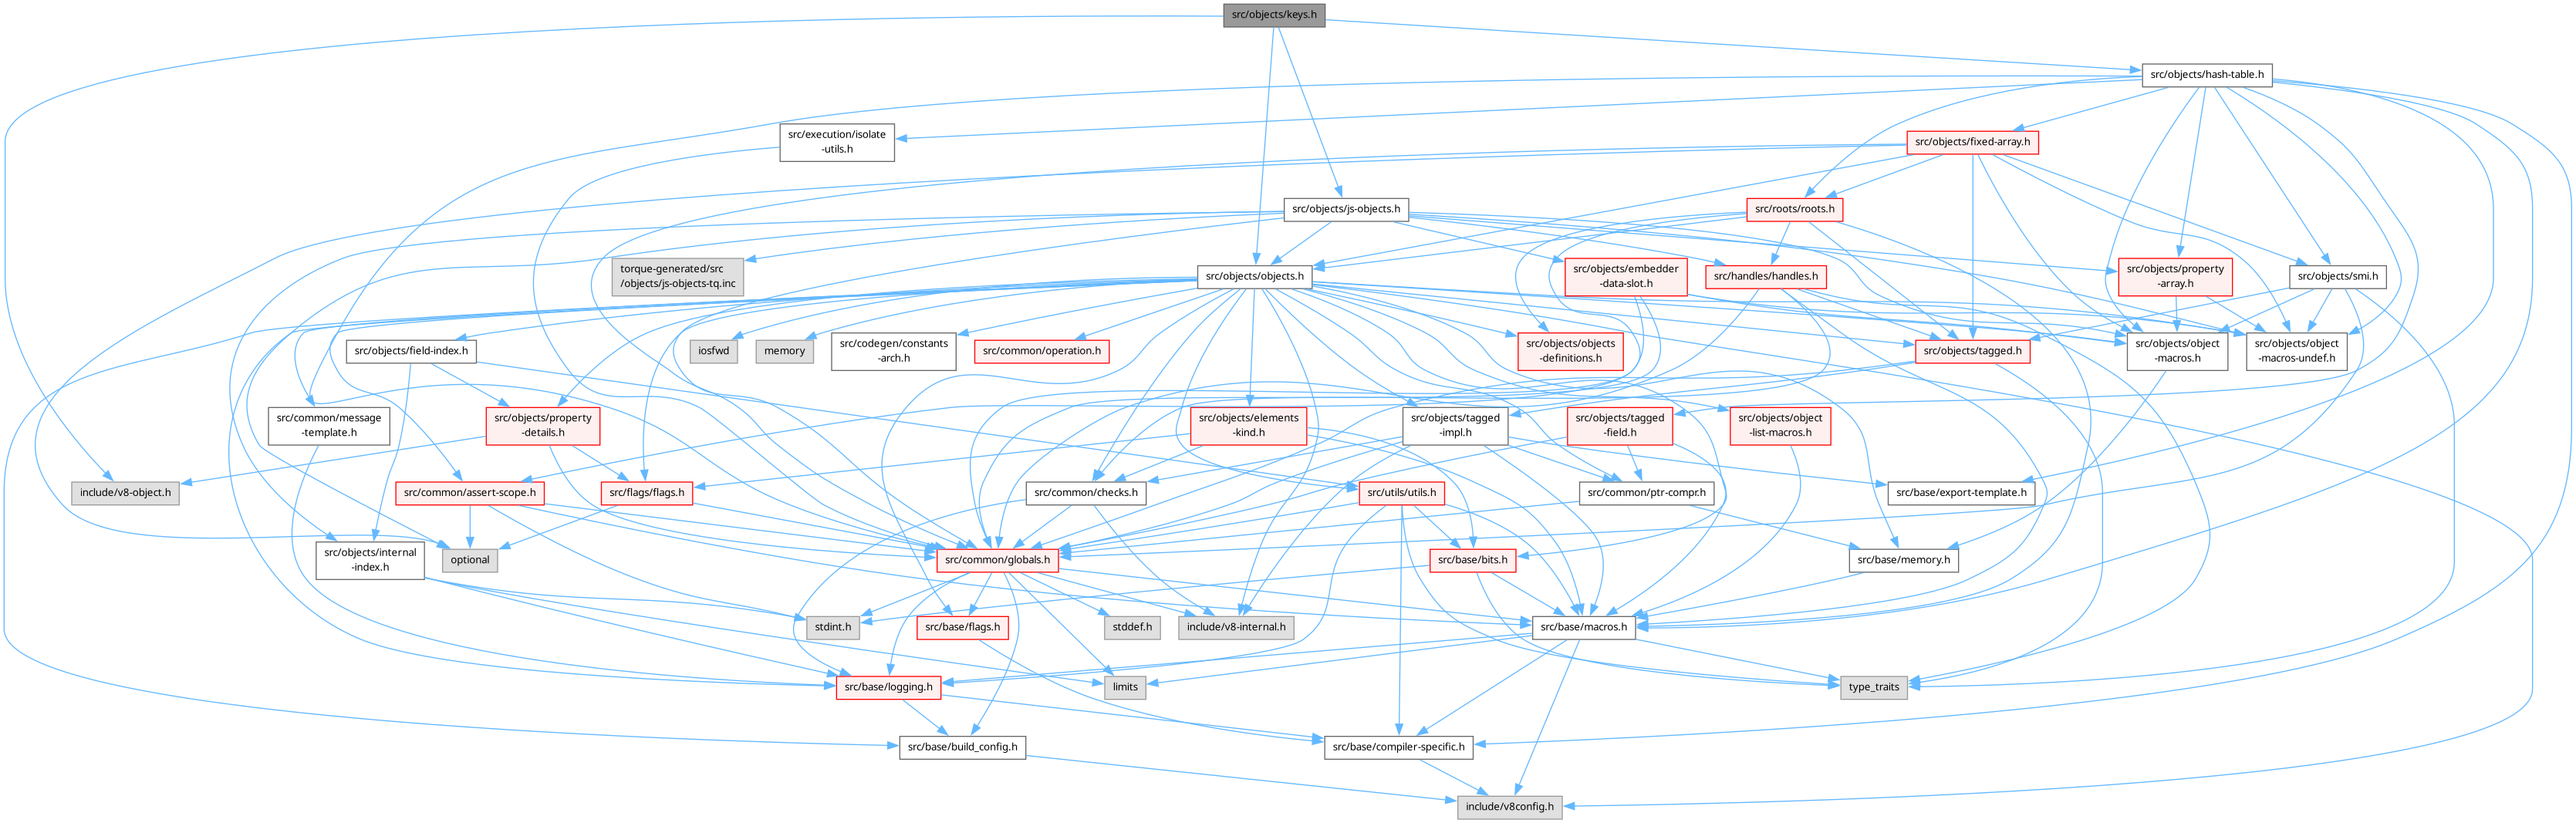 src/objects/keys.h
src/objects/hash-table.h
src/execution/isolate
-utils.h
src/objects/fixed-array.h
src/objects/js-objects.h
src/roots/roots.h
torque-generated/src
/objects/js-objects-tq.inc
src/objects/objects.h
src/objects/embedder
-data-slot.h
src/handles/handles.h
src/objects/property
-array.h
src/objects/smi.h
src/objects/field-index.h
iosfwd
memory
src/codegen/constants
-arch.h
src/common/operation.h
src/objects/objects
-definitions.h
src/objects/tagged.h
src/objects/object
-macros.h
src/objects/object
-macros-undef.h
src/common/message
-template.h
src/objects/property
-details.h
src/objects/elements
-kind.h
src/objects/tagged
-impl.h
src/objects/tagged
-field.h
src/objects/object
-list-macros.h
include/v8-object.h
src/common/assert-scope.h
src/flags/flags.h
src/common/checks.h
src/utils/utils.h
src/common/ptr-compr.h
src/base/export-template.h
src/objects/internal
-index.h
optional
src/common/globals.h
src/base/bits.h
src/base/memory.h
stdint.h
src/base/flags.h
stddef.h
include/v8-internal.h
src/base/macros.h
src/base/logging.h
limits
type_traits
src/base/build_config.h
src/base/compiler-specific.h
include/v8config.h